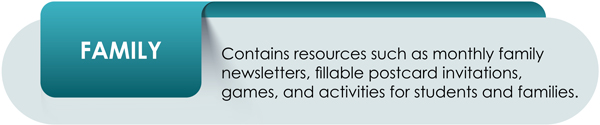 FAMILY
Contains resources such as monthly family
newsletters, fillable postcard invitations,
games, and activities for students and families.